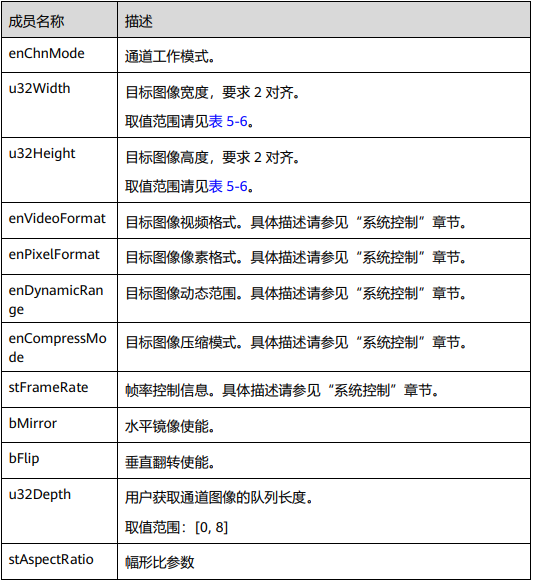 成员名称 描述
enChnMode 通道工作模式。
u32Width 目标图像宽度，要求 2 对齐。
取值范围请见表 5-6。
u32Height 目标图像高度，要求 2 对齐。
取值范围请见表 5-6。
enVideoFormat 目标图像视频格式。具体描述请参见“系统控制”章节。
enPixelFormat 目标图像像素格式。具体描述请参见“系统控制”章节。
enDynamicRan 目标图像动态范围。具体描述请参见“系统控制”章节。
ge
enCompressMo 目标图像压缩模式。具体描述请参见“系统控制”章节。
de
stFrameRate 帧率控制信息。具体描述请参见“系统控制”章节。
bMirror 水平镜像使能。
bFlip 垂直翻转使能。
u32Depth 用户获取通道图像的队列长度。
取值范围：[0, 8]
stAspectRatio 幅形比参数